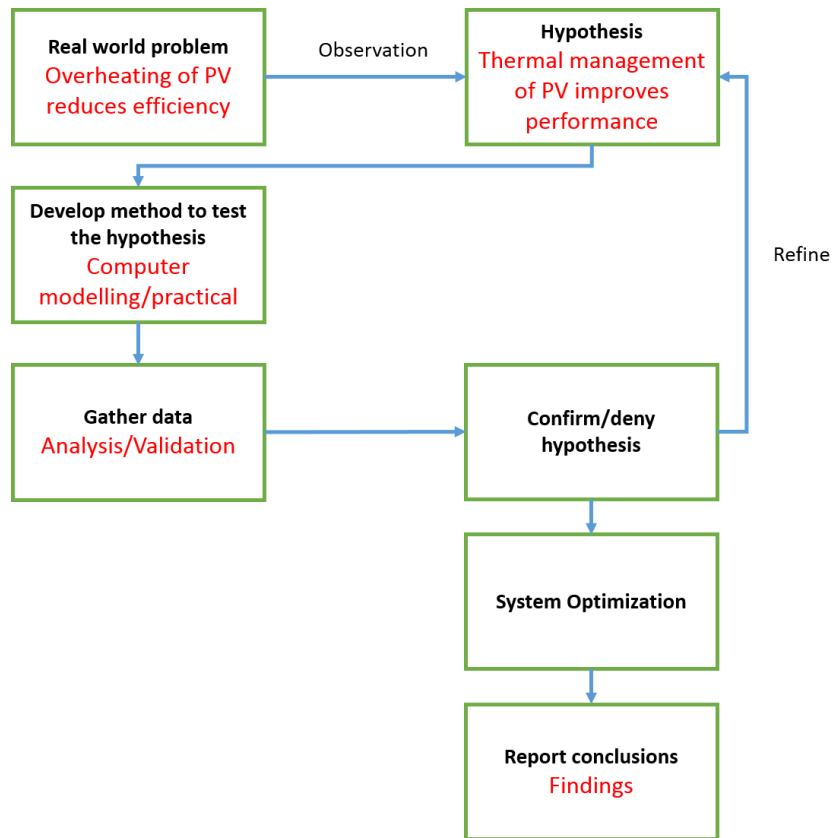 Real world problem
Overheating of PV
reduces efficiency
Observation
Hypothesis
Thermal management
of PV improves
performance
Develop method to test
the hypothesis
Computer
modelling/practical
Refine
Gather data
Analysis/Validation
Confirm/deny
hypothesis
System Optimization
Report conclusions
Findings